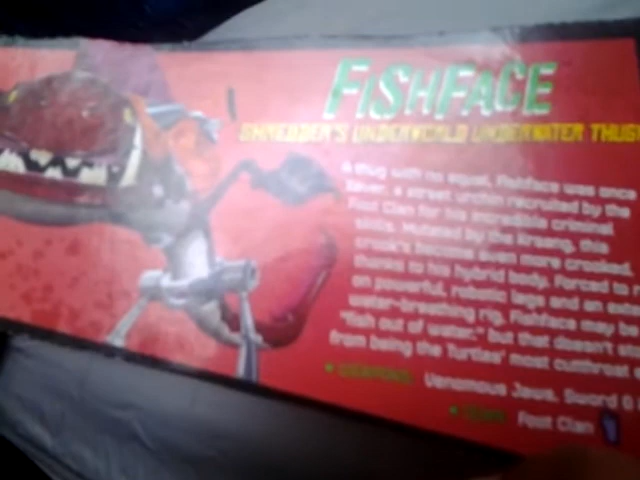 FISHFACE
SHREDDER'S UNDERWORLD UNDERWATER THUG
A thug with no equal, Fishface was once
Xever, a street urchin recruited by the
Foot Clan for his incredible criminal
skills. Mutated by the Kraang, this
crook's become even more crooked,
thanks to his hybrid body. Forced to
on powerful, robotic legs and an
water-breathing rig, Fishface may be
"fish out of water," but that doesn't
from being the Turtles' most cutthroat
WEAPONS: Venomous Jaws, Sword &
TEAM: Foot Clan